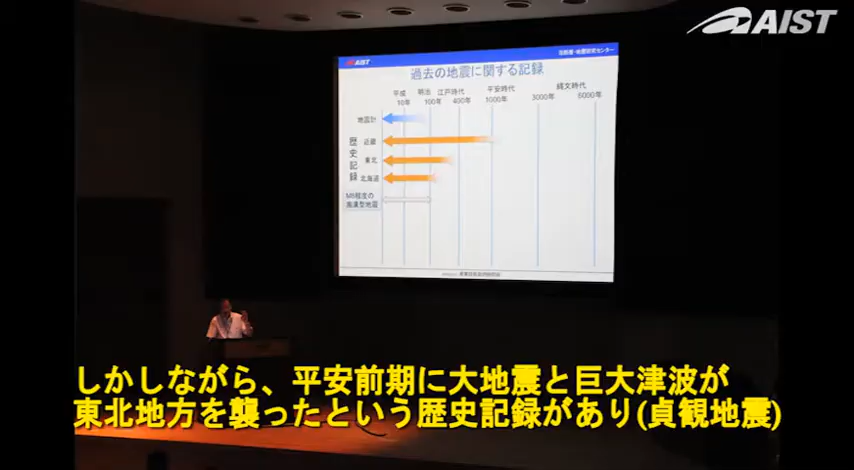 AIST
AIST
過去の地震に関する記録
平成 明治 江戸時代 平安時代 縄文時代
10年 100年 400年 1000年 3000年 6000年
地震計
歴史記録
近畿
東北
北海道
M8程度の
海溝型地震
しかしながら、平安前期に大地震と巨大津波が
東北地方を襲ったという歴史記録があり(貞観地震)